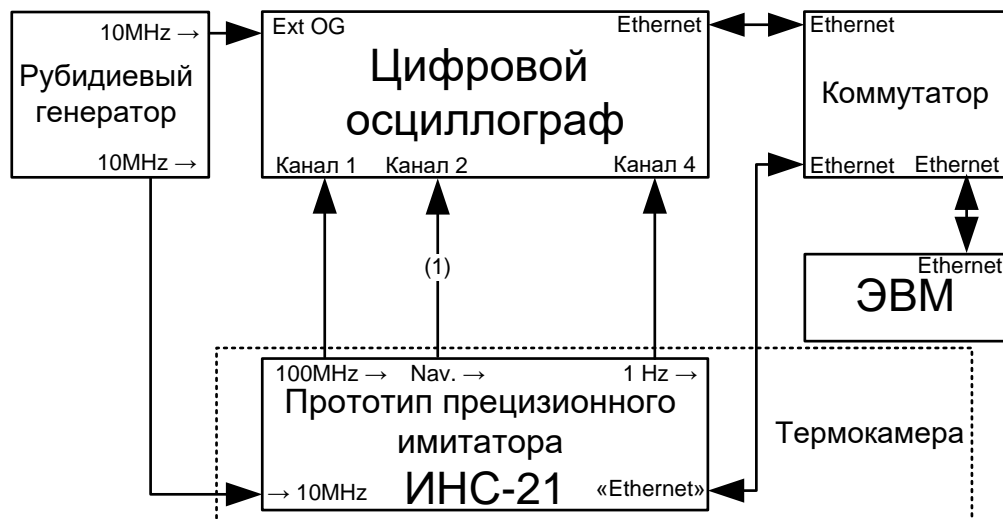 10MHz →
Рубидиевый
генератор
10MHz →
Ext OG
Ethernet
Цифровой
осциллограф
Канал 1
Канал 2
Канал 4
Ethernet
Коммутатор
Ethernet
Ethernet
Ethernet
ЭВМ
(1)
100MHz →
Nav. →
1 Hz →
Прототип прецизионного
имитатора
ИНС-21
→ 10MHz
«Ethernet»
Термокамера